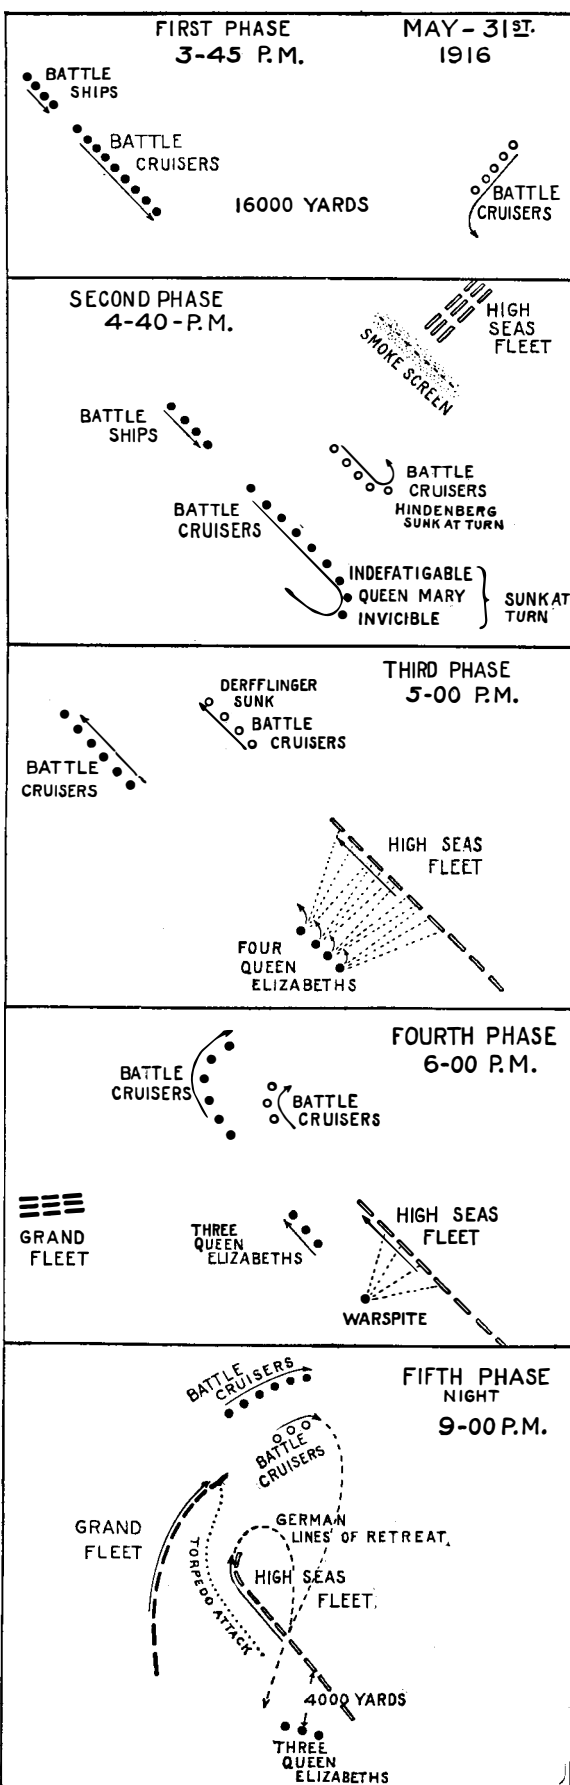 FIRST PHASE
3-45 P.M.
MAY - 31ST.
1916
BATTLE
SHIPS
BATTLE
CRUISERS
16000 YARDS
BATTLE
CRUISERS
SECOND PHASE
4-40-P.M.
HIGH
SEAS
FLEET
SMOKE SCREEN
BATTLE
SHIPS
BATTLE
CRUISERS
HINDENBERG
SUNK AT TURN
BATTLE
CRUISERS
INDEFATIGABLE
QUEEN MARY
INVICIBLE
SUNK AT
TURN
THIRD PHASE
5-00 P.M.
DERFFLINGER
SUNK
BATTLE
CRUISERS
BATTLE
CRUISERS
HIGH SEAS
FLEET
FOUR
QUEEN
ELIZABETHS
FOURTH PHASE
6-00 P.M.
BATTLE
CRUISERS
BATTLE
CRUISERS
GRAND
FLEET
THREE
QUEEN
ELIZABETHS
HIGH SEAS
FLEET
WARSPITE
FIFTH PHASE
NIGHT
9-00 P.M.
BATTLE
CRUISERS
BATTLE
CRUISERS
GRAND
FLEET
TORPEDO ATTACK
GERMAN
LINES OF RETREAT.
HIGH SEAS
FLEET.
4000 YARDS
THREE
QUEEN
ELIZABETHS